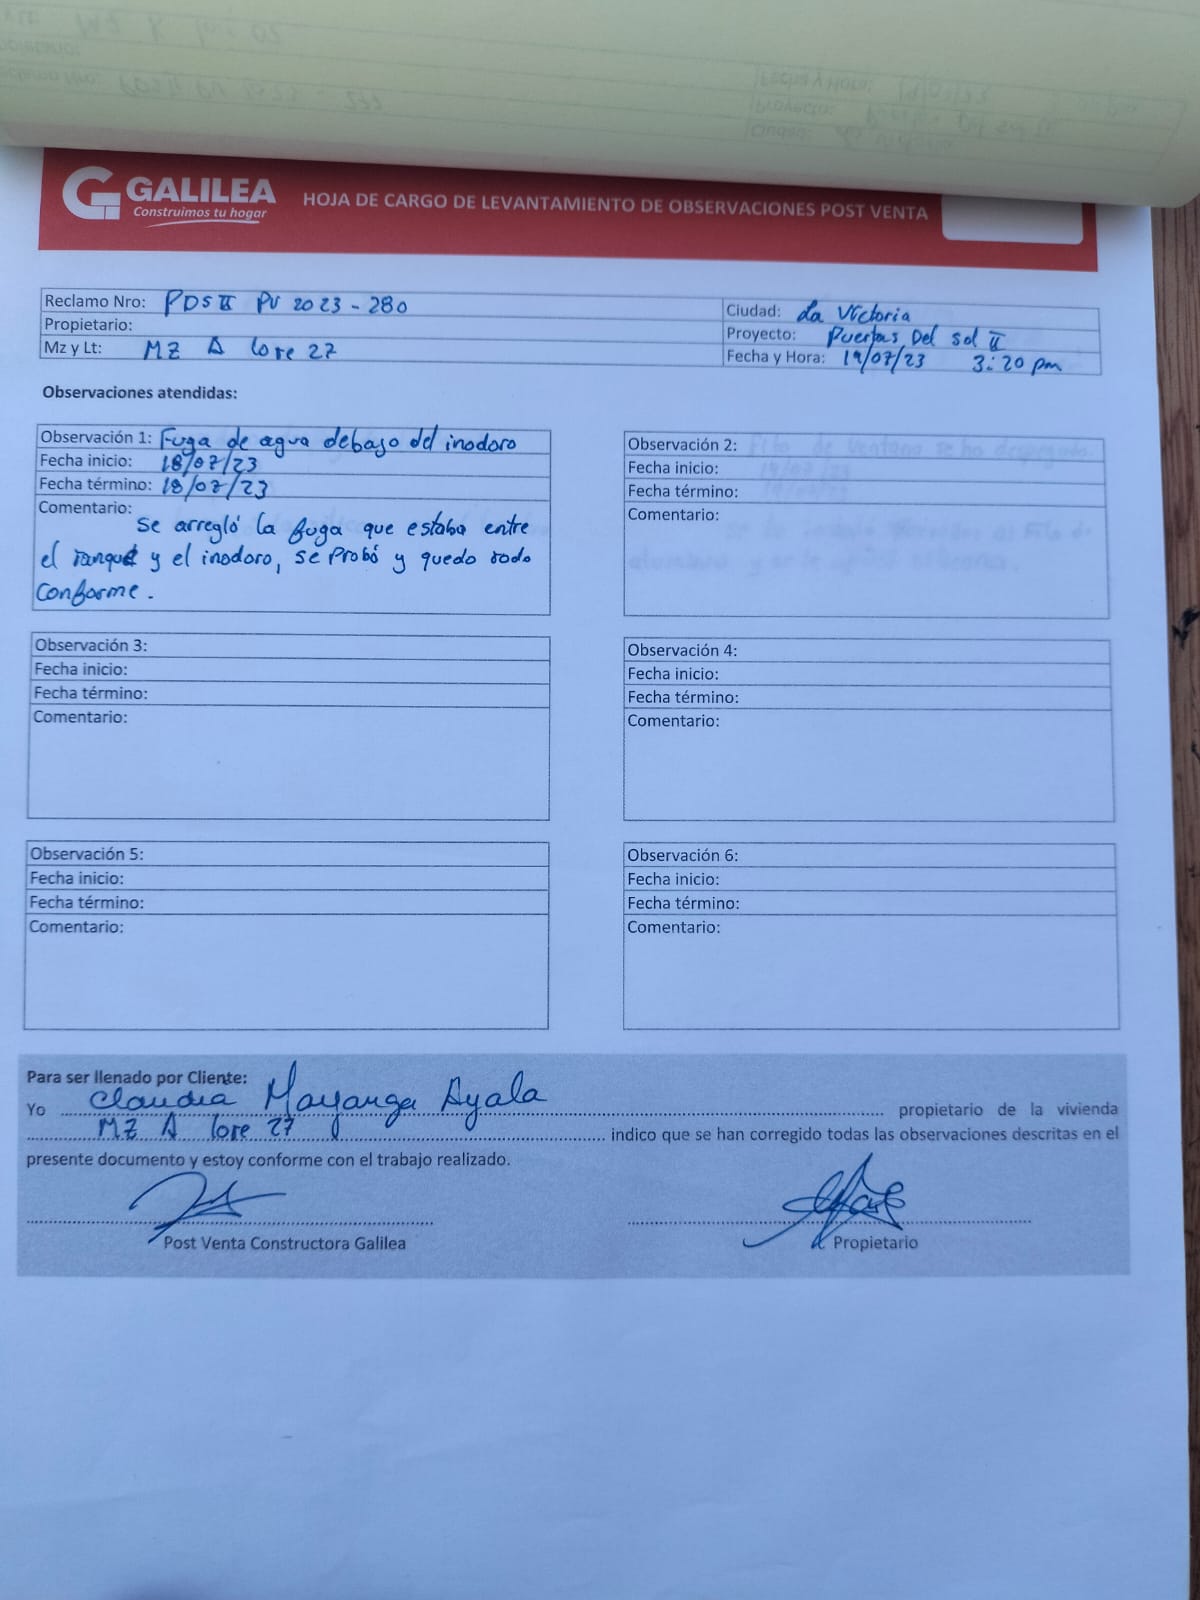 GALILEA
Construimos tu hogar
HOJA DE CARGO DE LEVANTAMIENTO DE OBSERVACIONES POST VENTA
Reclamo Nro: PDS II PV 2023 - 280
Propietario:
Mz y Lt: MZ A lote 27
Ciudad: La Victoria
Proyecto: Puertas Del Sol II
Fecha y Hora: 19/07/23 3:20 pm
Observaciones atendidas:
Observación 1: Fuga de agua debajo del inodoro
Fecha inicio: 18/07/23
Fecha término: 18/07/23
Comentario:
Se arregló la fuga que estaba entre
el tanque y el inodoro, se Probó y quedo todo
Conforme.
Observación 2:
Fecha inicio:
Fecha término:
Comentario:
Observación 3:
Fecha inicio:
Fecha término:
Comentario:
Observación 4:
Fecha inicio:
Fecha término:
Comentario:
Observación 5:
Fecha inicio:
Fecha término:
Comentario:
Observación 6:
Fecha inicio:
Fecha término:
Comentario:
Para ser llenado por Cliente:
Yo Claudia Mayanga Ayala propietario de la vivienda
MZ A lote 27 indico que se han corregido todas las observaciones descritas en el
presente documento y estoy conforme con el trabajo realizado.
Post Venta Constructora Galilea
Propietario